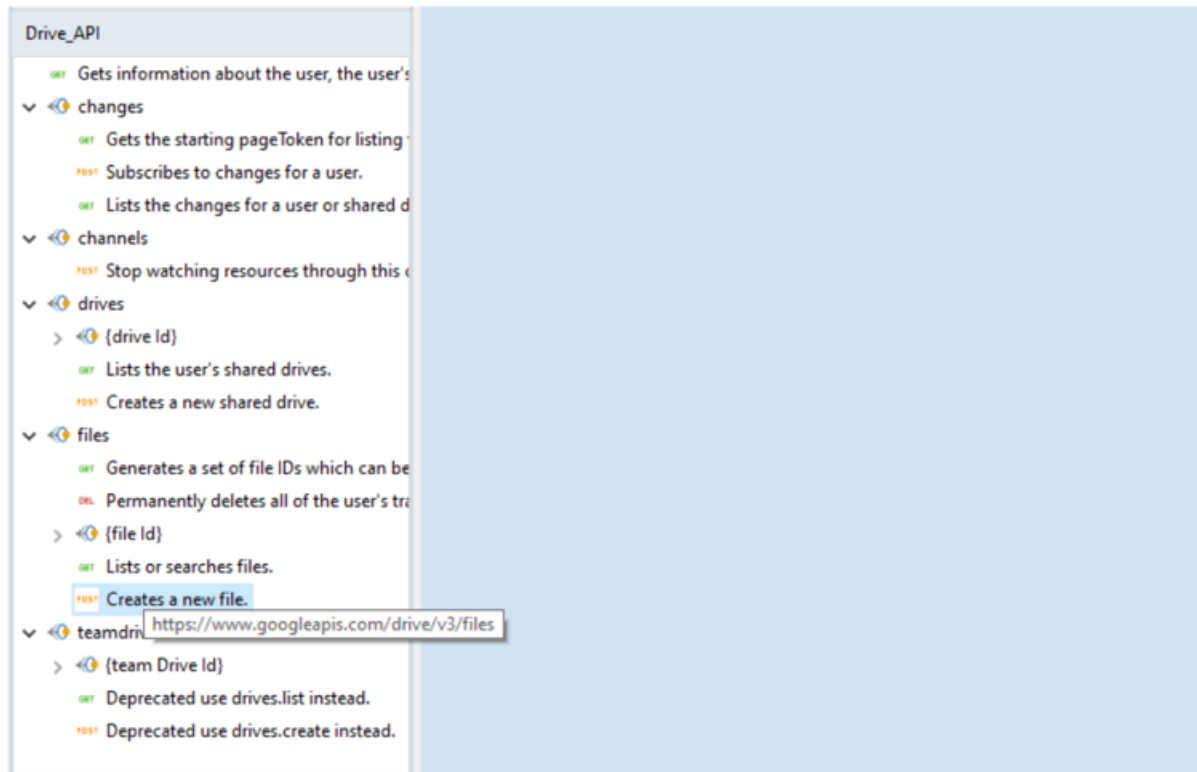 Drive_API
GET Gets information about the user, the user's
changes
GET Gets the starting pageToken for listing
POST Subscribes to changes for a user.
GET Lists the changes for a user or shared d
channels
POST Stop watching resources through this
drives
{drive Id}
GET Lists the user's shared drives.
POST Creates a new shared drive.
files
GET Generates a set of file IDs which can be
DEL Permanently deletes all of the user's tra
{file Id}
GET Lists or searches files.
POST Creates a new file.
https://www.googleapis.com/drive/v3/files
teamdriv
{team Drive Id}
GET Deprecated use drives.list instead.
POST Deprecated use drives.create instead.